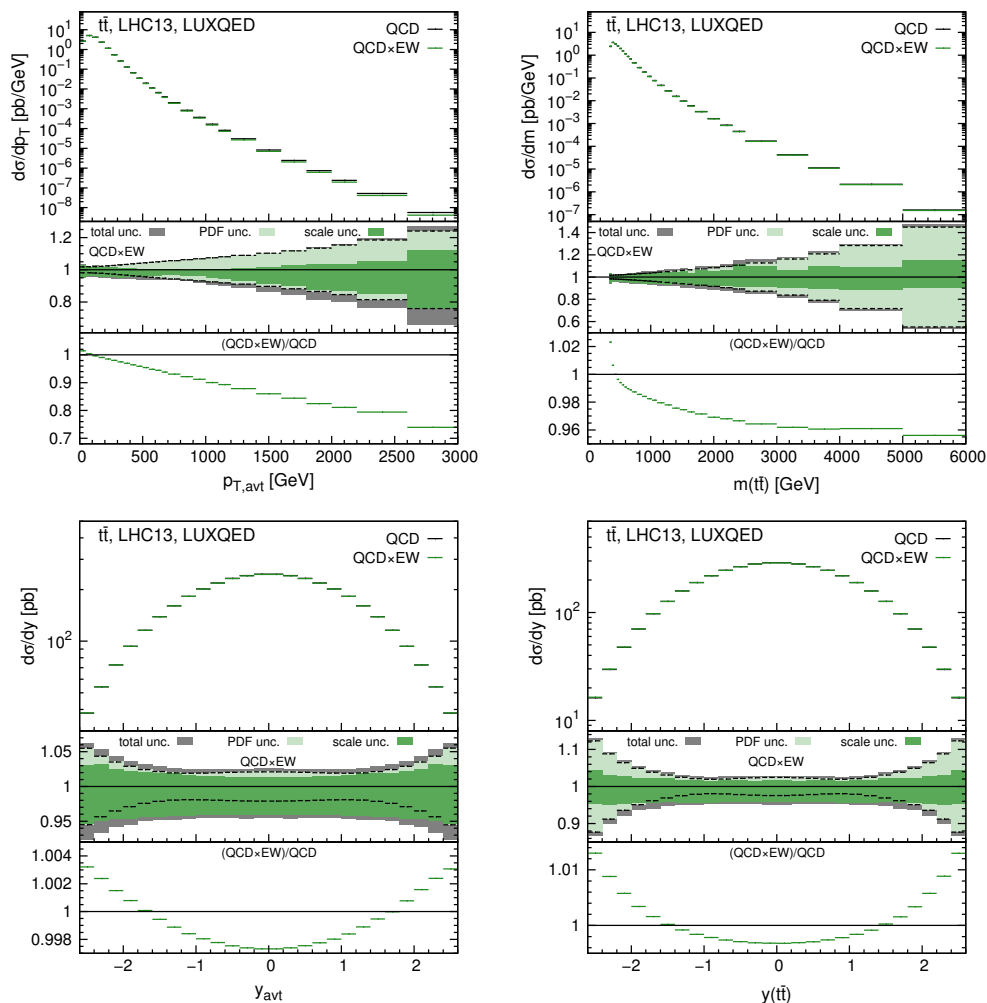 tt̄, LHC13, LUXQED
QCD
QCD×EW
dσ/dp_T [pb/GeV]
10^1
10^0
10^-1
10^-2
10^-3
10^-4
10^-5
10^-6
10^-7
10^-8
total unc. PDF unc. scale unc.
QCD×EW
1.2
1
0.8
(QCD×EW)/QCD
1
0.9
0.8
0.7
0 500 1000 1500 2000 2500 3000
p_T,avt [GeV]
tt̄, LHC13, LUXQED
QCD
QCD×EW
dσ/dm [pb/GeV]
10^1
10^0
10^-1
10^-2
10^-3
10^-4
10^-5
10^-6
10^-7
total unc. PDF unc. scale unc.
QCD×EW
1.4
1.2
1
0.8
0.6
(QCD×EW)/QCD
1.02
1
0.98
0.96
0 1000 2000 3000 4000 5000 6000
m(tt̄) [GeV]
tt̄, LHC13, LUXQED
QCD
QCD×EW
dσ/dy [pb]
10^2
total unc. PDF unc. scale unc.
QCD×EW
1.05
1
0.95
(QCD×EW)/QCD
1.004
1.002
1
0.998
−2 −1 0 1 2
y_avt
tt̄, LHC13, LUXQED
QCD
QCD×EW
dσ/dy [pb]
10^2
10^1
total unc. PDF unc. scale unc.
QCD×EW
1.1
1
0.9
(QCD×EW)/QCD
1.01
1
−2 −1 0 1 2
y(tt̄)